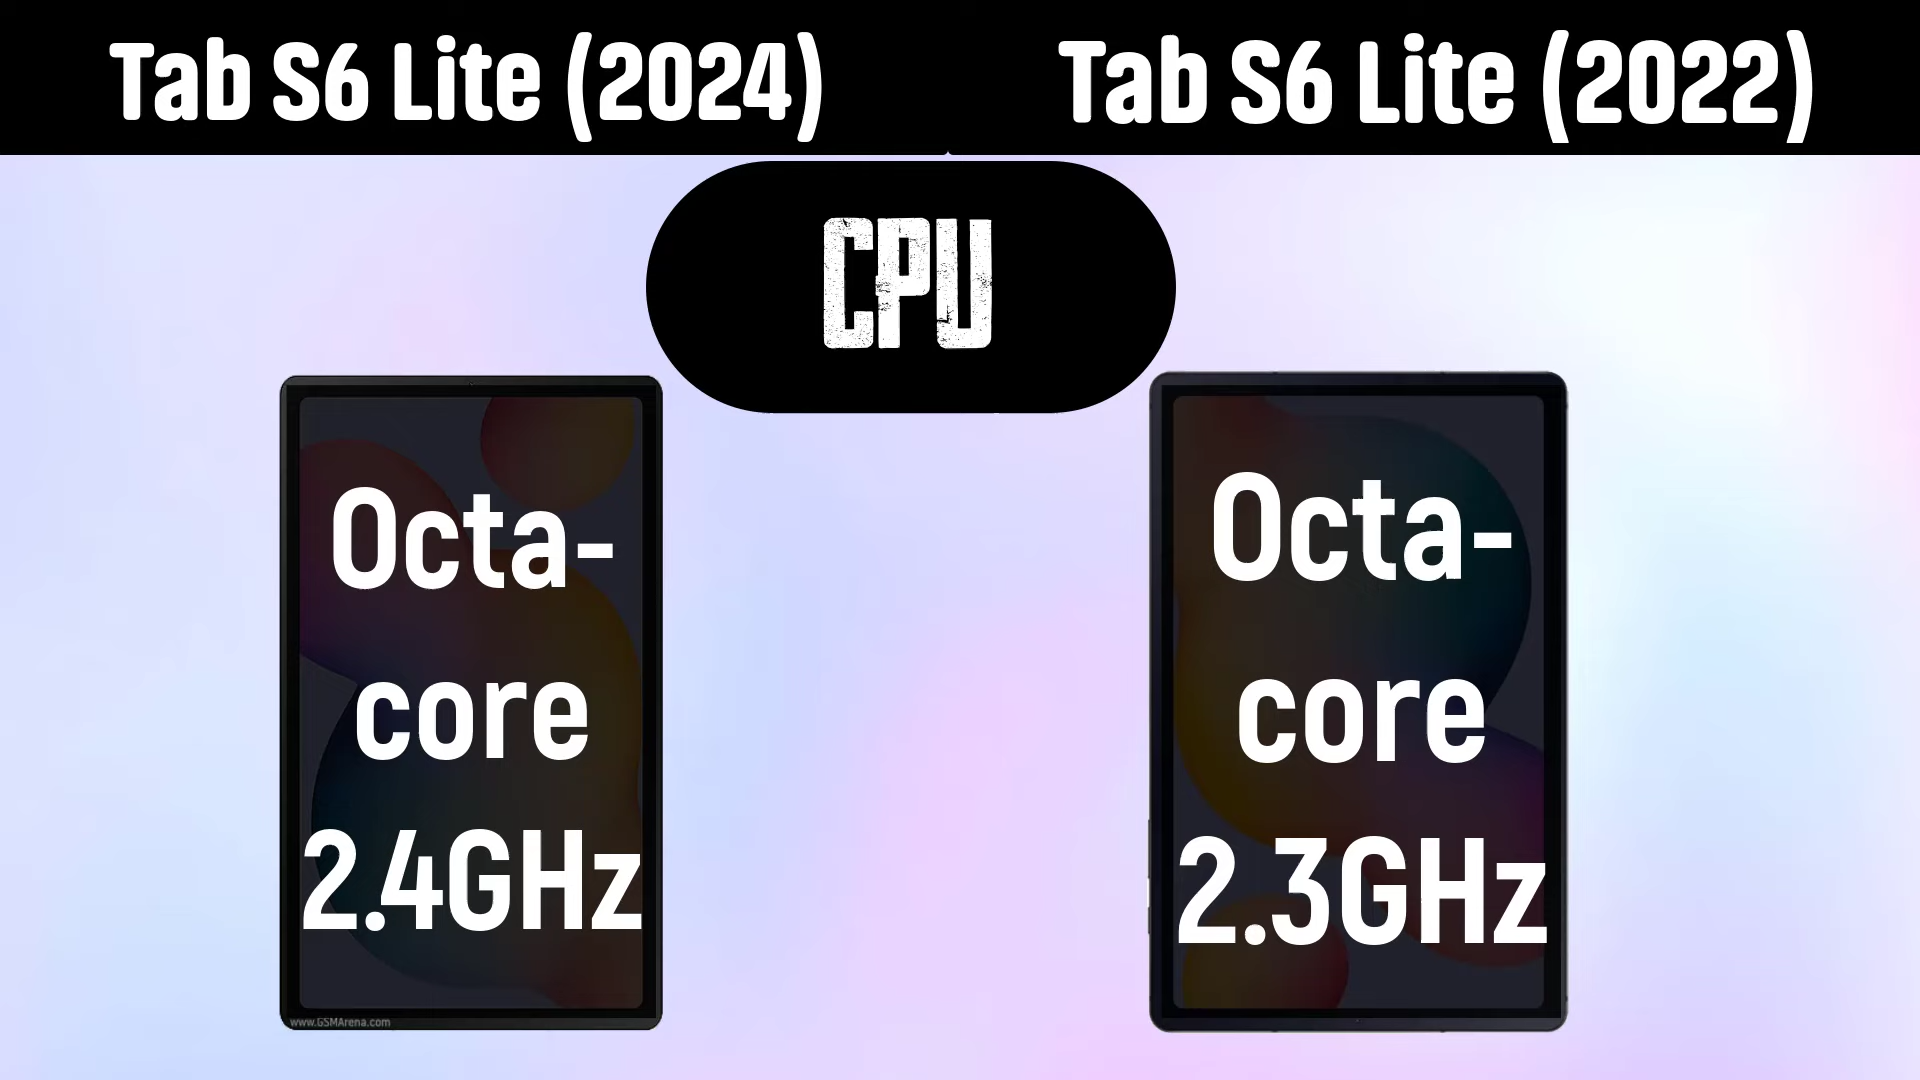 Tab S6 Lite (2024)
Tab S6 Lite (2022)
CPU
Octa-
core
2.4GHz
Octa-
core
2.3GHz
www.GSMArena.com